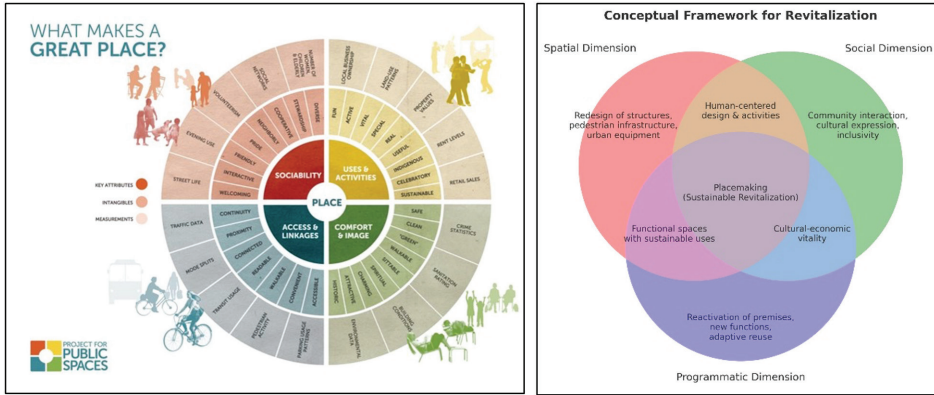 WHAT MAKES A
GREAT PLACE?
KEY ATTRIBUTES
INTANGIBLES
MEASUREMENTS
PLACE
SOCIABILITY
USES &
ACTIVITIES
ACCESS &
LINKAGES
COMFORT
& IMAGE
WELCOMING
INTERACTIVE
FRIENDLY
PRIDE
NEIGHBORLY
COOPERATIVE
STEWARDSHIP
DIVERSE
STREET LIFE
EVENING USE
VOLUNTEERISM
SOCIAL
NETWORKS
NUMBER OF
WOMEN,
CHILDREN
& ELDERLY
FUN
ACTIVE
VITAL
SPECIAL
REAL
USEFUL
INDIGENOUS
CELEBRATORY
SUSTAINABLE
LOCAL BUSINESS
OWNERSHIP
LAND-USE
PATTERNS
PROPERTY
VALUES
RENT LEVELS
RETAIL SALES
SAFE
CLEAN
"GREEN"
WALKABLE
SITTABLE
SPIRITUAL
CHARMING
ATTRACTIVE
HISTORIC
CRIME
STATISTICS
SANITATION
RATING
BUILDING
CONDITIONS
ENVIRONMENTAL
DATA
CONTINUITY
PROXIMITY
CONNECTED
READABLE
WALKABLE
CONVENIENT
ACCESSIBLE
TRAFFIC DATA
MODE SPLITS
TRANSIT USAGE
PEDESTRIAN
ACTIVITY
PARKING USAGE
PATTERNS
PROJECT FOR
PUBLIC
SPACES
Conceptual Framework for Revitalization
Spatial Dimension
Social Dimension
Redesign of structures,
pedestrian infrastructure,
urban equipment
Human-centered
design & activities
Community interaction,
cultural expression,
inclusivity
Placemaking
(Sustainable Revitalization)
Functional spaces
with sustainable uses
Cultural-economic
vitality
Reactivation of premises,
new functions,
adaptive reuse
Programmatic Dimension